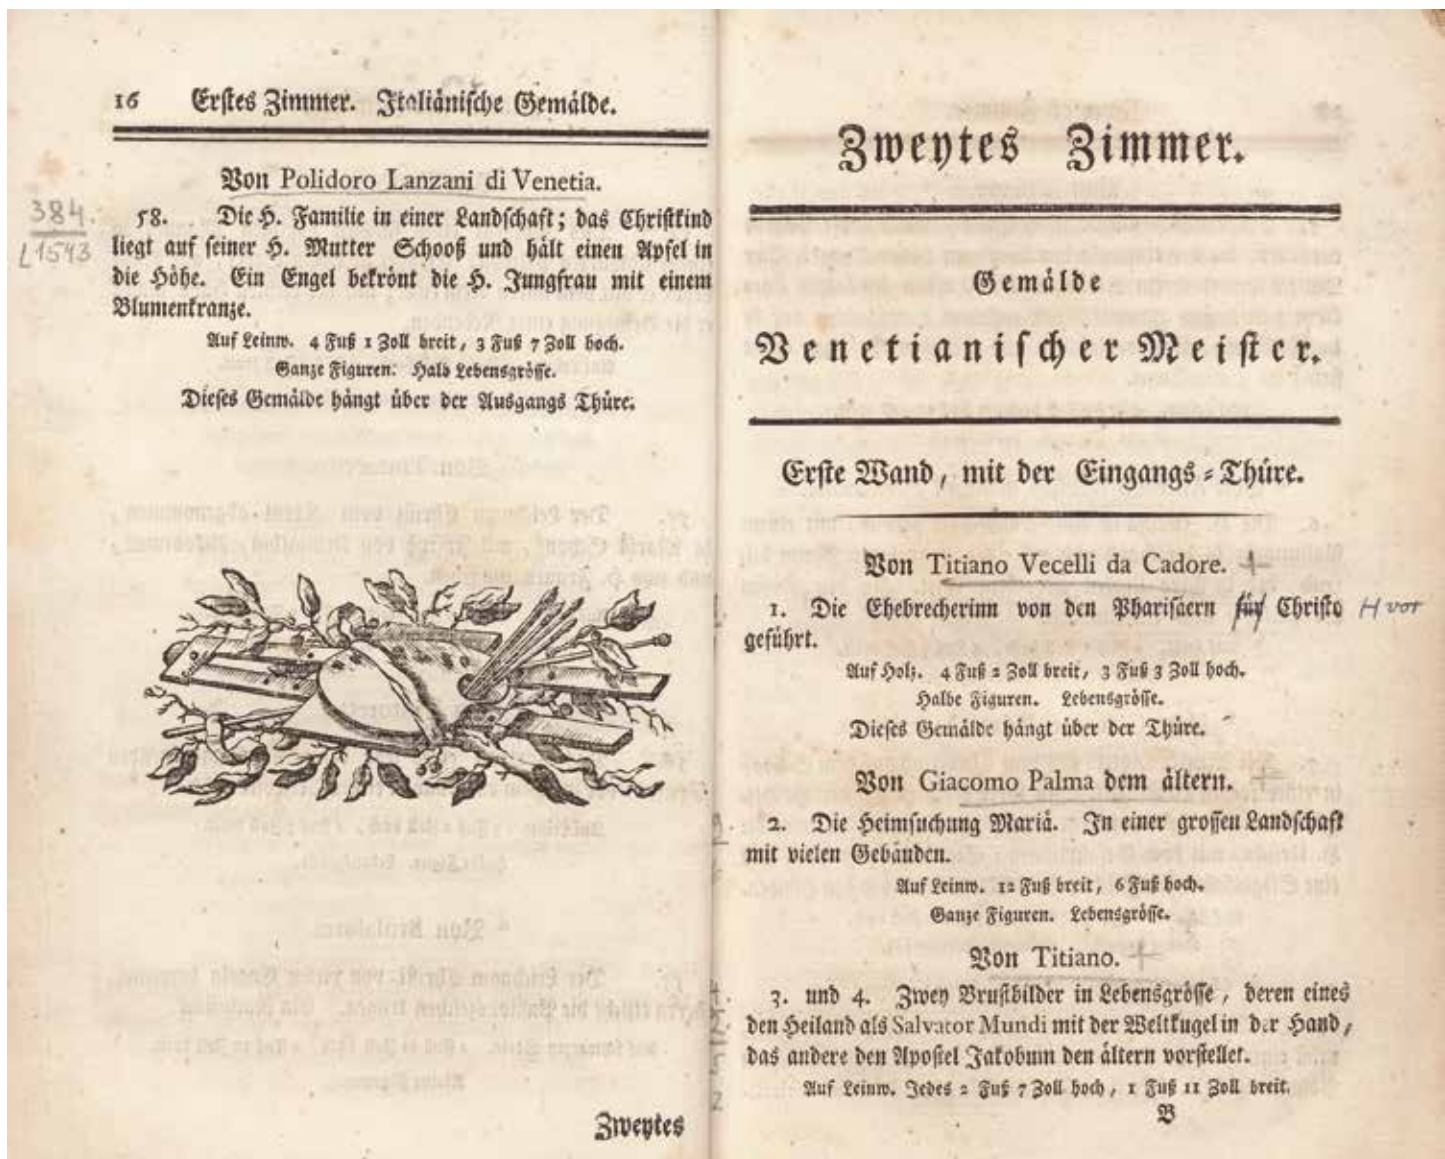 16 Erstes Zimmer. Italiänische Gemälde.
Von Polidoro Lanzani di Venetia.
384.
1543
58. Die H. Familie in einer Landschaft; das Christkind
liegt auf seiner H. Mutter Schooß und hält einen Apfel in
die Höhe. Ein Engel bekrönt die H. Jungfrau mit einem
Blumenkranze.
Auf Leinw. 4 Fuß 1 Zoll breit, 3 Fuß 7 Zoll hoch.
Ganze Figuren. Halb Lebensgrösse.
Dieses Gemälde hängt über der Ausgangs Thüre.
Zweytes
Zweytes Zimmer.
Gemälde
Venetianischer Meister.
Erste Wand, mit der Eingangs-Thüre.
Von Titiano Vecelli da Cadore. +
1. Die Ehebrecherinn von den Pharisäern für Christo H vor
geführt.
Auf Holz. 4 Fuß 2 Zoll breit, 3 Fuß 3 Zoll hoch.
Halbe Figuren. Lebensgrösse.
Dieses Gemälde hängt über der Thüre.
Von Giacomo Palma dem ältern. +
2. Die Heimsuchung Mariä. In einer grossen Landschaft
mit vielen Gebäuden.
Auf Leinw. 12 Fuß breit, 6 Fuß hoch.
Ganze Figuren. Lebensgrösse.
Von Titiano. +
3. und 4. Zwey Brustbilder in Lebensgrösse, deren eines
den Heiland als Salvator Mundi mit der Weltkugel in der Hand,
das andere den Apostel Jakobum den ältern vorstellet.
Auf Leinw. Jedes 2 Fuß 7 Zoll hoch, 1 Fuß 11 Zoll breit.
B